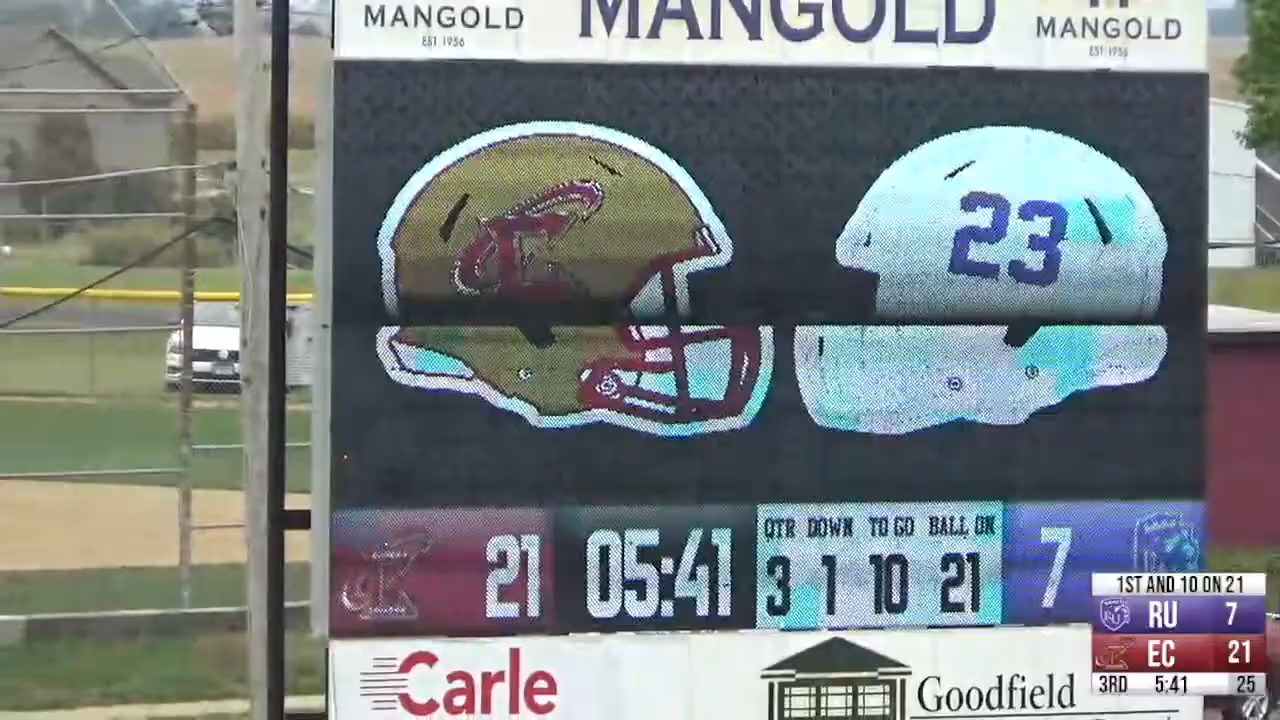 MANGOLD
EST. 1956
MANGOLD
MANGOLD
EST. 1956
23
21
05:41
QTR DOWN TO GO BALL ON
3 1 10 21
7
1ST AND 10 ON 21
RU 7
EC 21
3RD 5:41 25
Carle
Goodfield